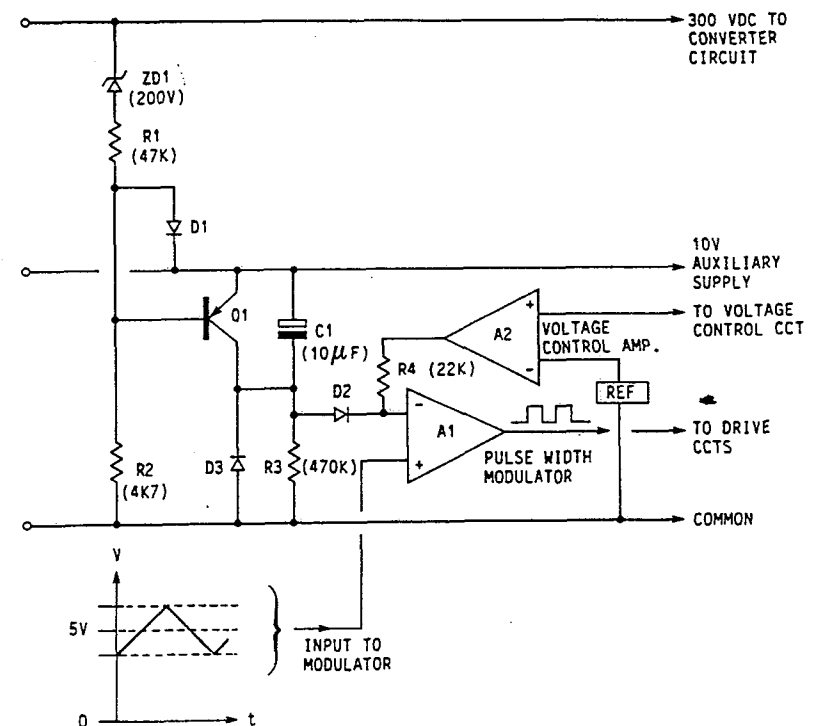 300 VDC TO
CONVERTER
CIRCUIT
ZD1
(200V)
R1
(47K)
D1
10V
AUXILIARY
SUPPLY
Q1
C1
(10μF)
A2
+
-
VOLTAGE
CONTROL AMP.
TO VOLTAGE
CONTROL CCT
R4 (22K)
REF
D2
-
A1
+
PULSE WIDTH
MODULATOR
TO DRIVE
CCTS
R2
(4K7)
D3
R3 (470K)
COMMON
V
5V
0
t
INPUT TO
MODULATOR